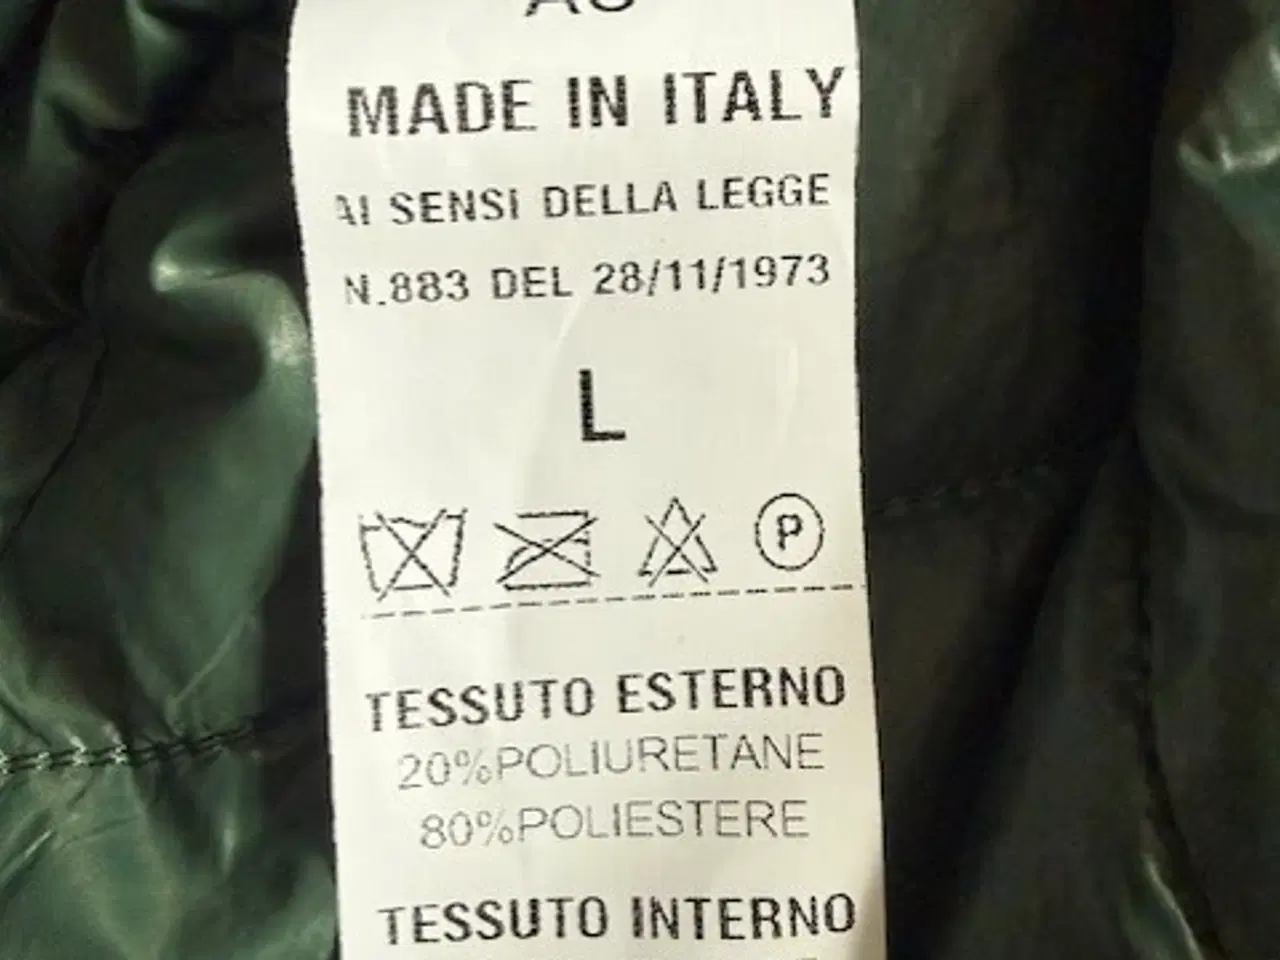 MADE IN ITALY
AI SENSI DELLA LEGGE
N.883 DEL 28/11/1973
L
P
TESSUTO ESTERNO
20%POLIURETANE
80%POLIESTERE
TESSUTO INTERNO